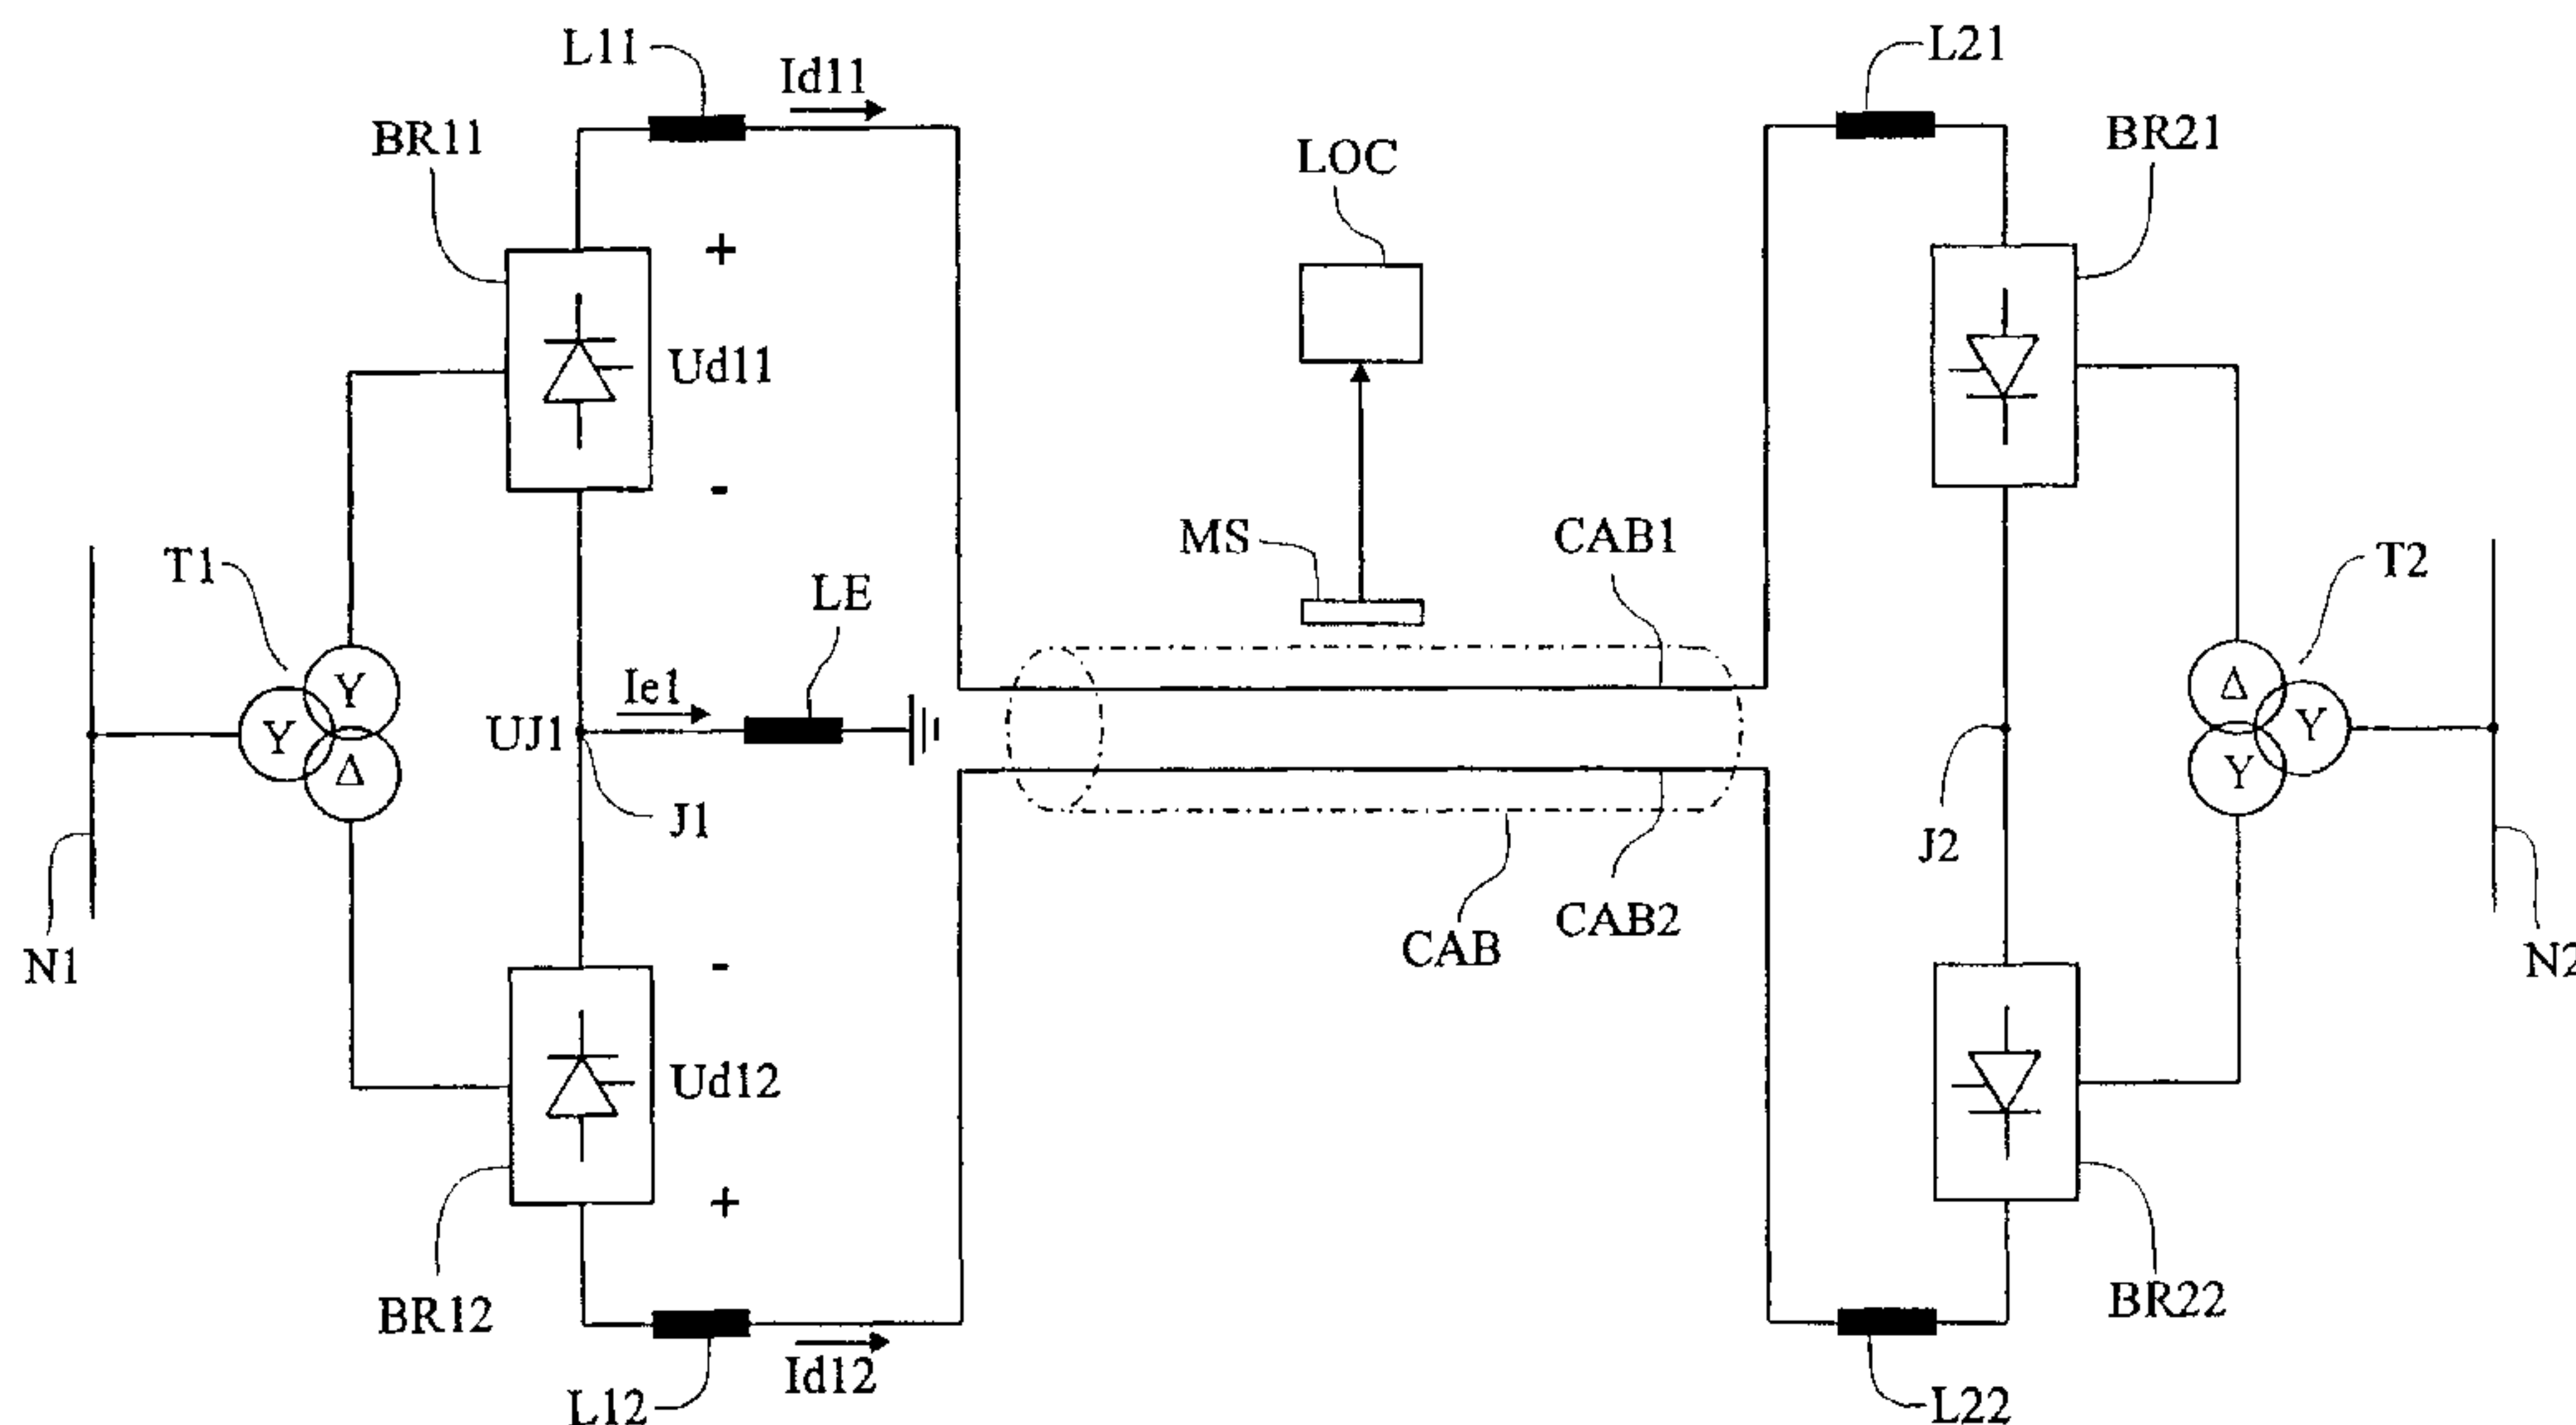 L11
Id11
L21
BR11
LOC
BR21
+
Ud11
-
MS
CAB1
T1
LE
T2
Y
Ie1
Δ
Y
UJ1
Y
Δ
J1
Y
J2
N1
-
CAB
CAB2
N2
Ud12
+
BR12
BR22
Id12
L12
L22